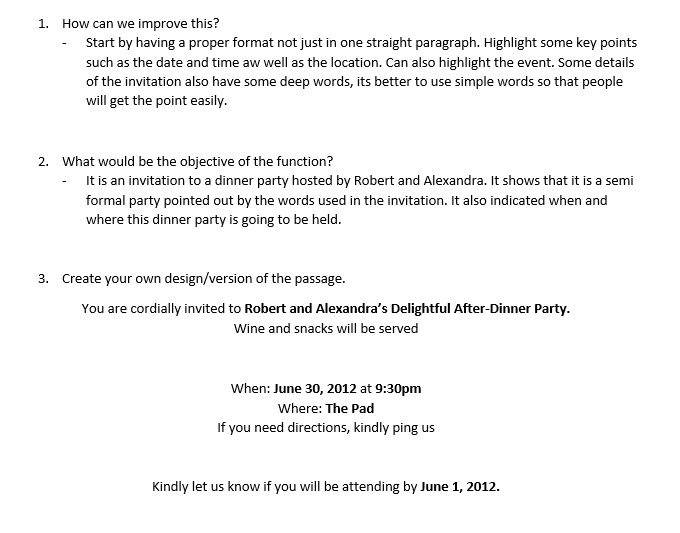 1. How can we improve this?
- Start by having a proper format not just in one straight paragraph. Highlight some key points
such as the date and time aw well as the location. Can also highlight the event. Some details
of the invitation also have some deep words, its better to use simple words so that people
will get the point easily.
2. What would be the objective of the function?
- It is an invitation to a dinner party hosted by Robert and Alexandra. It shows that it is a semi
formal party pointed out by the words used in the invitation. It also indicated when and
where this dinner party is going to be held.
3. Create your own design/version of the passage.
You are cordially invited to Robert and Alexandra's Delightful After-Dinner Party.
Wine and snacks will be served
When: June 30, 2012 at 9:30pm
Where: The Pad
If you need directions, kindly ping us
Kindly let us know if you will be attending by June 1, 2012.